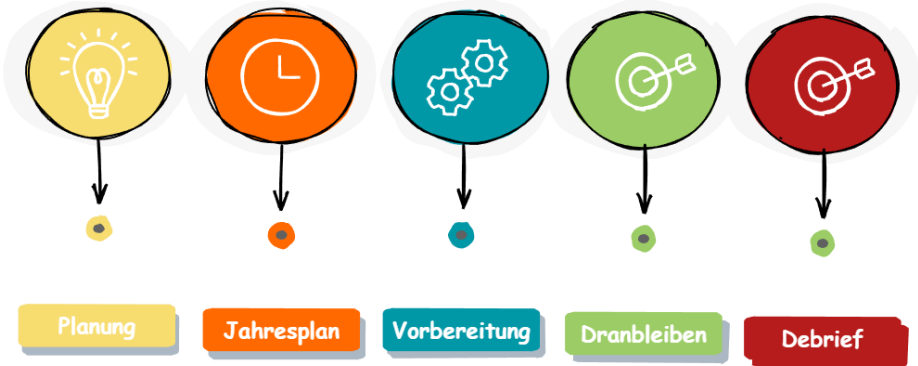 Planung
Jahresplan
Vorbereitung
Dranbleiben
Debrief